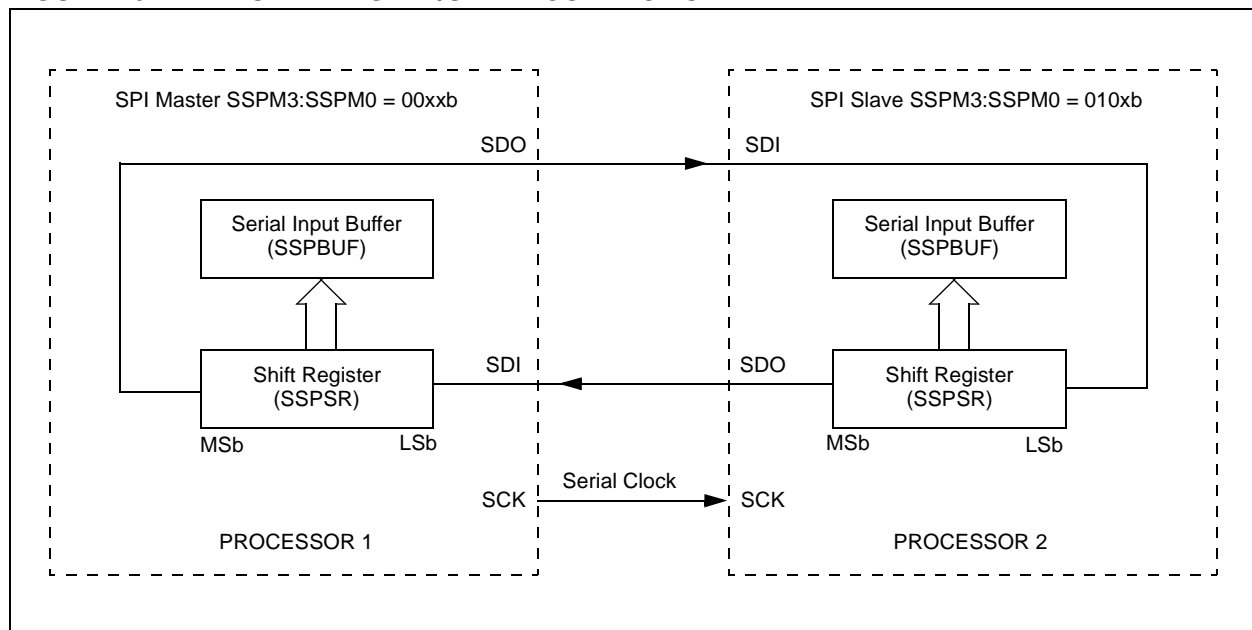 SPI Master SSPM3:SSPM0 = 00xxb
SPI Slave SSPM3:SSPM0 = 010xb
SDO
SDI
Serial Input Buffer
(SSPBUF)
Serial Input Buffer
(SSPBUF)
Shift Register
(SSPSR)
SDI
SDO
Shift Register
(SSPSR)
MSb
LSb
MSb
LSb
Serial Clock
SCK
SCK
PROCESSOR 1
PROCESSOR 2